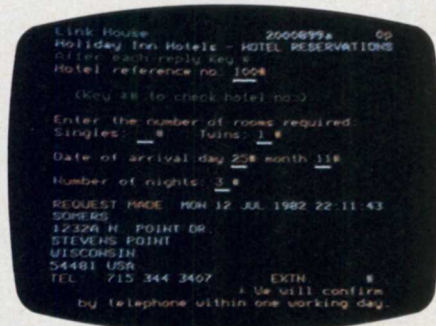 Link House 2000899a 0p
Holiday Inn Hotels - HOTEL RESERVATIONS
After each reply key #
Hotel reference no: 100#
(Key *# to check hotel no:)
Enter the number of rooms required:
Singles: # Twins: 1 #
Date of arrival day 25# month 11#
Number of nights: 3 #
REQUEST MADE MON 12 JUL 1982 22:11:43
SOMERS
1232A N. POINT DR.
STEVENS POINT
WISCONSIN
54481 USA
TEL 715 344 3467 EXTN #
* We will confirm
by telephone within one working day.